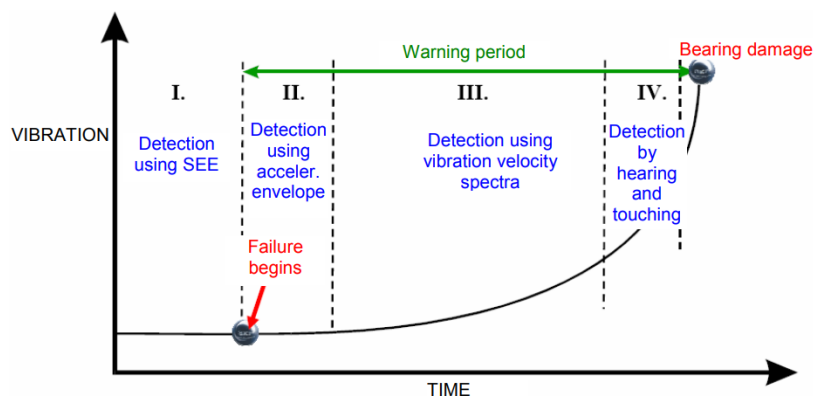 Warning period
Bearing damage
I.
II.
III.
IV.
VIBRATION
Detection
using SEE
Detection
using
acceler.
envelope
Detection using
vibration velocity
spectra
Detection
by
hearing
and
touching
Failure
begins
TIME